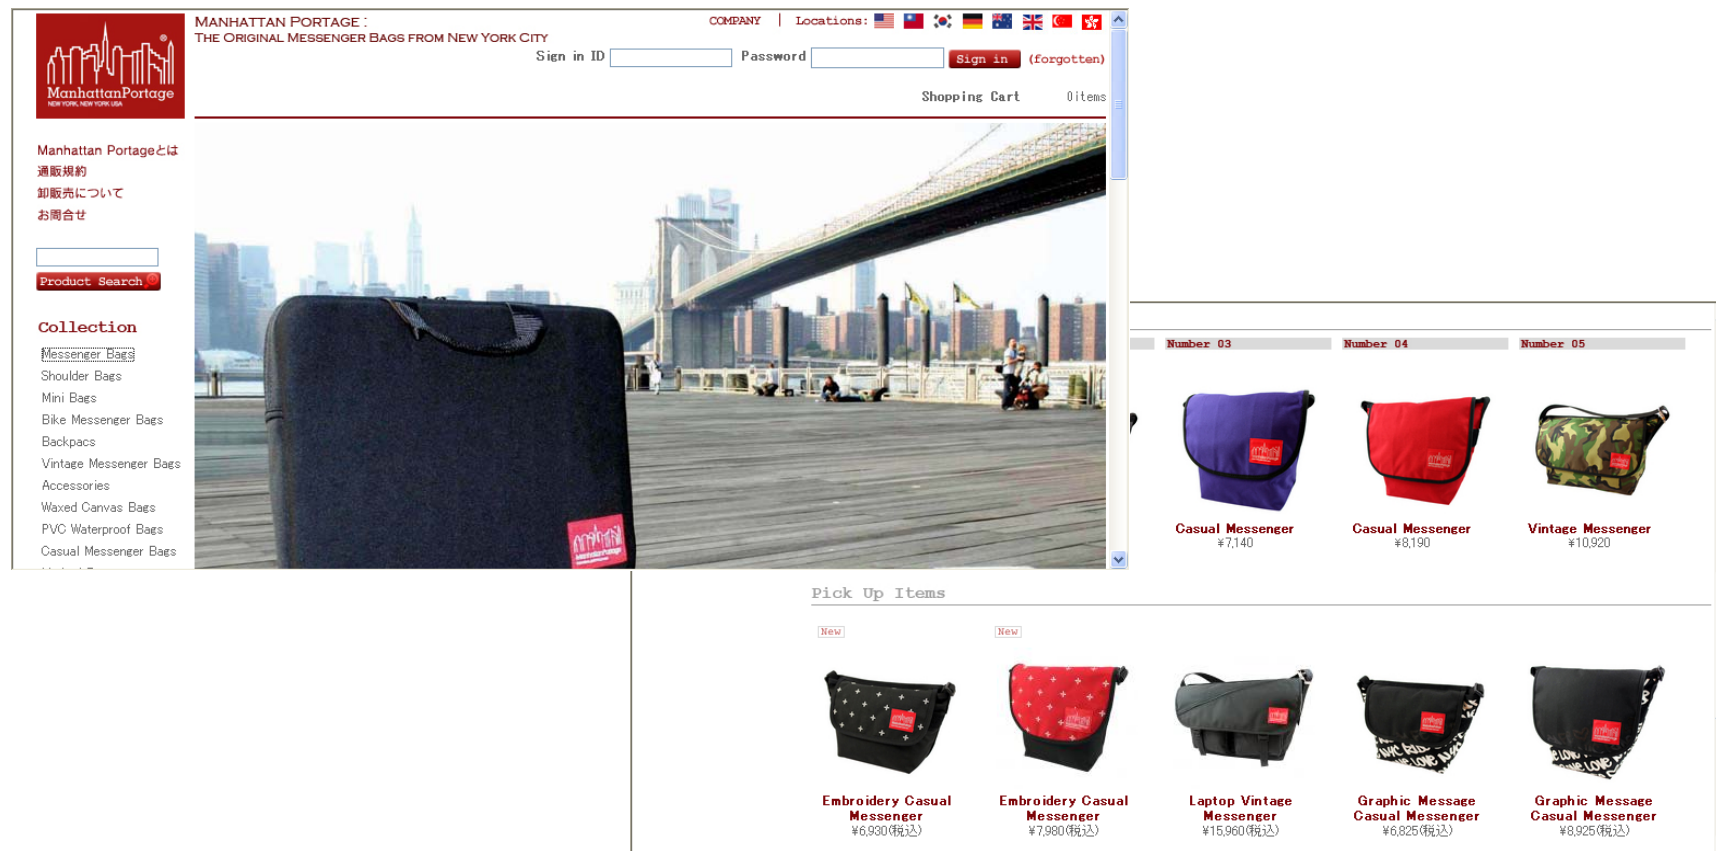 MANHATTAN PORTAGE :
THE ORIGINAL MESSENGER BAGS FROM NEW YORK CITY
COMPANY | Locations:
Sign in ID Password Sign in (forgotten)
Shopping Cart 0items
ManhattanPortage
NEW YORK, NEW YORK USA
Manhattan Portageとは
通販規約
卸販売について
お問合せ
Product Search
Collection
Messenger Bags
Shoulder Bags
Mini Bags
Bike Messenger Bags
Backpacs
Vintage Messenger Bags
Accessories
Waxed Canvas Bags
PVC Waterproof Bags
Casual Messenger Bags
ManhattanPortage
Number 03 Number 04 Number 05
Casual Messenger Casual Messenger Vintage Messenger
¥7,140 ¥8,190 ¥10,920
Pick Up Items
New New
Embroidery Casual Messenger
¥6,930(税込)
Embroidery Casual Messenger
¥7,980(税込)
Laptop Vintage Messenger
¥15,960(税込)
Graphic Message Casual Messenger
¥6,825(税込)
Graphic Message Casual Messenger
¥8,925(税込)